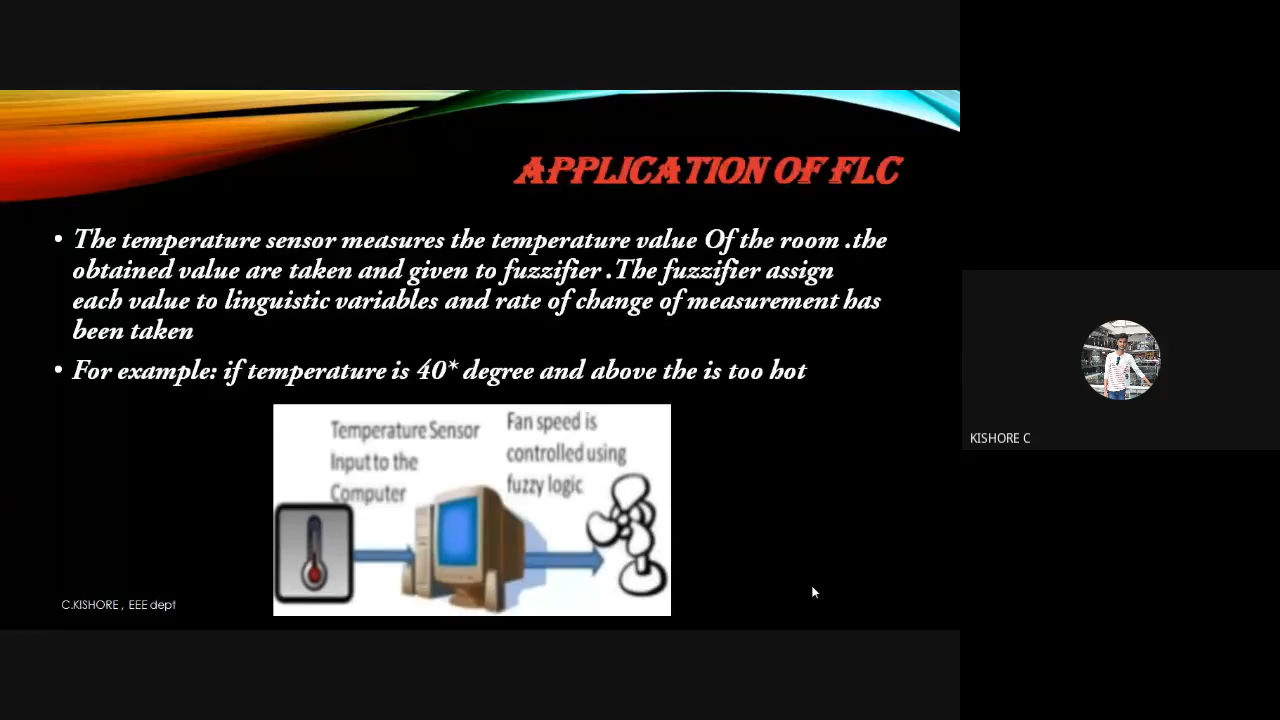 APPLICATION OF FLC
• The temperature sensor measures the temperature value Of the room .the
obtained value are taken and given to fuzzifier .The fuzzifier assign
each value to linguistic variables and rate of change of measurement has
been taken
• For example: if temperature is 40* degree and above the is too hot
Temperature Sensor
Input to the
Computer
Fan speed is
controlled using
fuzzy logic
C.KISHORE , EEE dept
KISHORE C